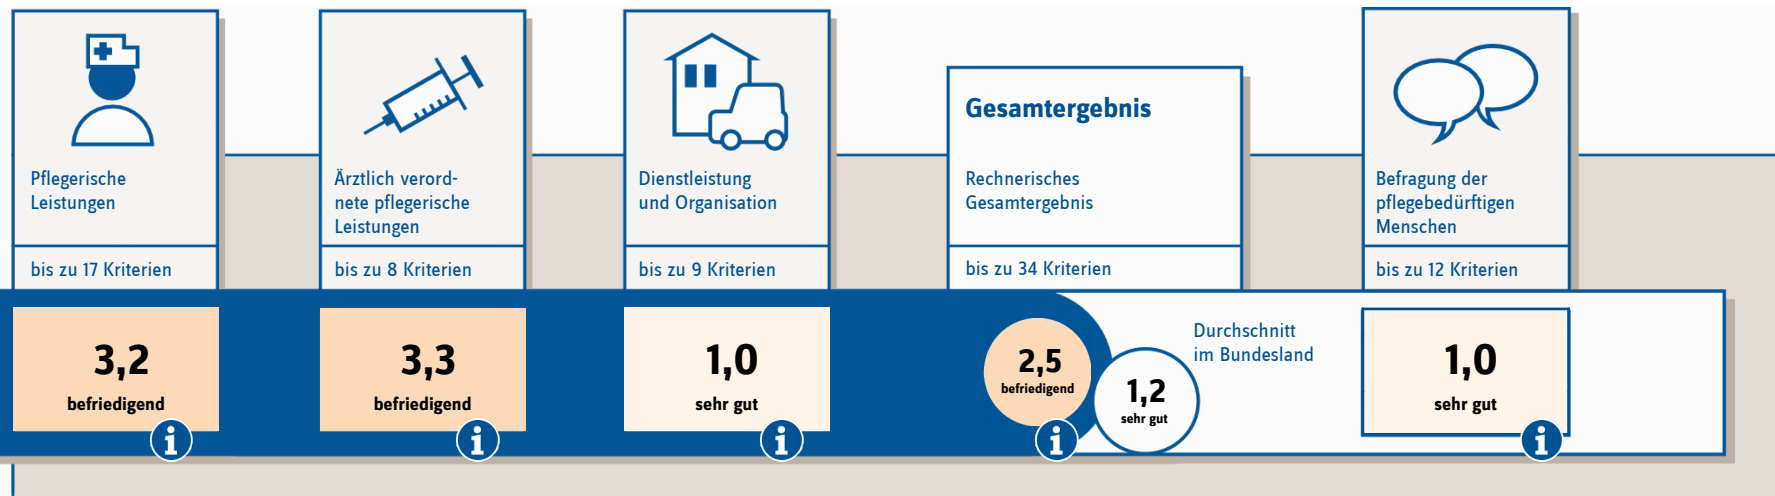 Pflegerische
Leistungen
bis zu 17 Kriterien
3,2
befriedigend
i
Ärztlich verord-
nete pflegerische
Leistungen
bis zu 8 Kriterien
3,3
befriedigend
i
Dienstleistung
und Organisation
bis zu 9 Kriterien
1,0
sehr gut
i
Gesamtergebnis
Rechnerisches
Gesamtergebnis
bis zu 34 Kriterien
2,5
befriedigend
i
Durchschnitt
im Bundesland
1,2
sehr gut
Befragung der
pflegebedürftigen
Menschen
bis zu 12 Kriterien
1,0
sehr gut
i